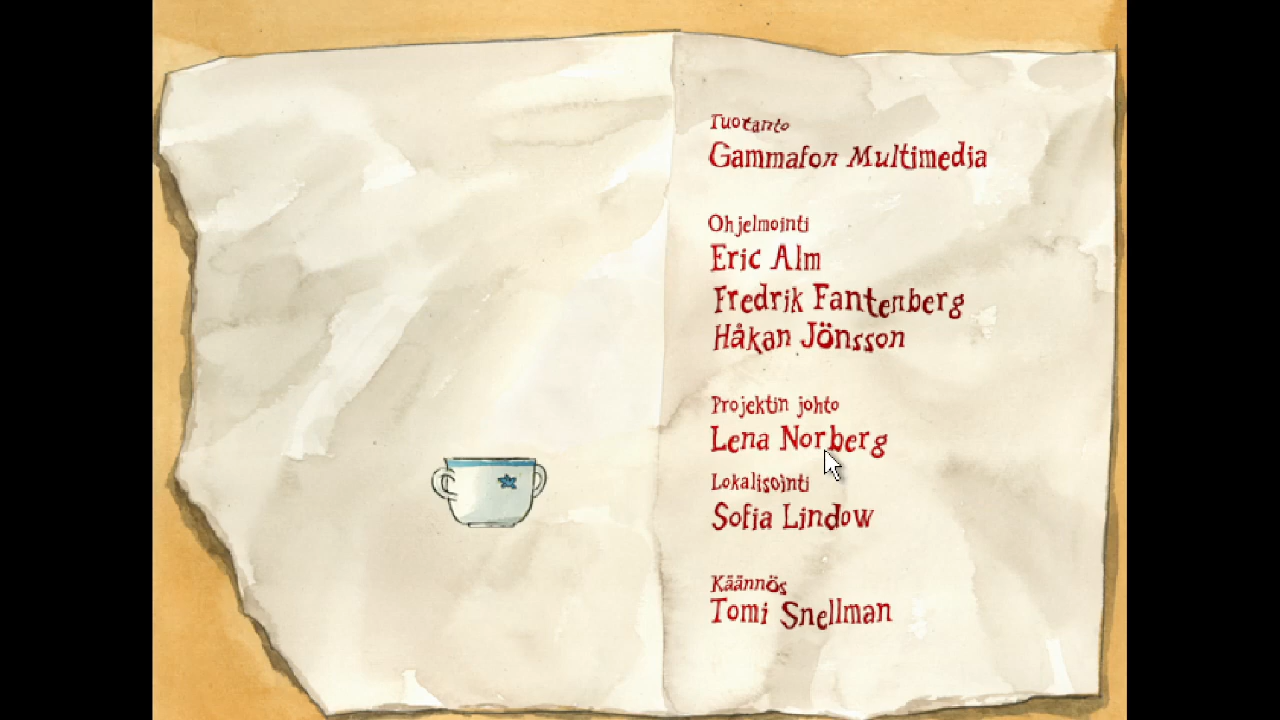 Tuotanto
Gammafon Multimedia
Ohjelmointi
Eric Alm
Fredrik Fantenberg
Håkan Jönsson
Projektin johto
Lena Norberg
Lokalisointi
Sofia Lindow
Käännös
Tomi Snellman